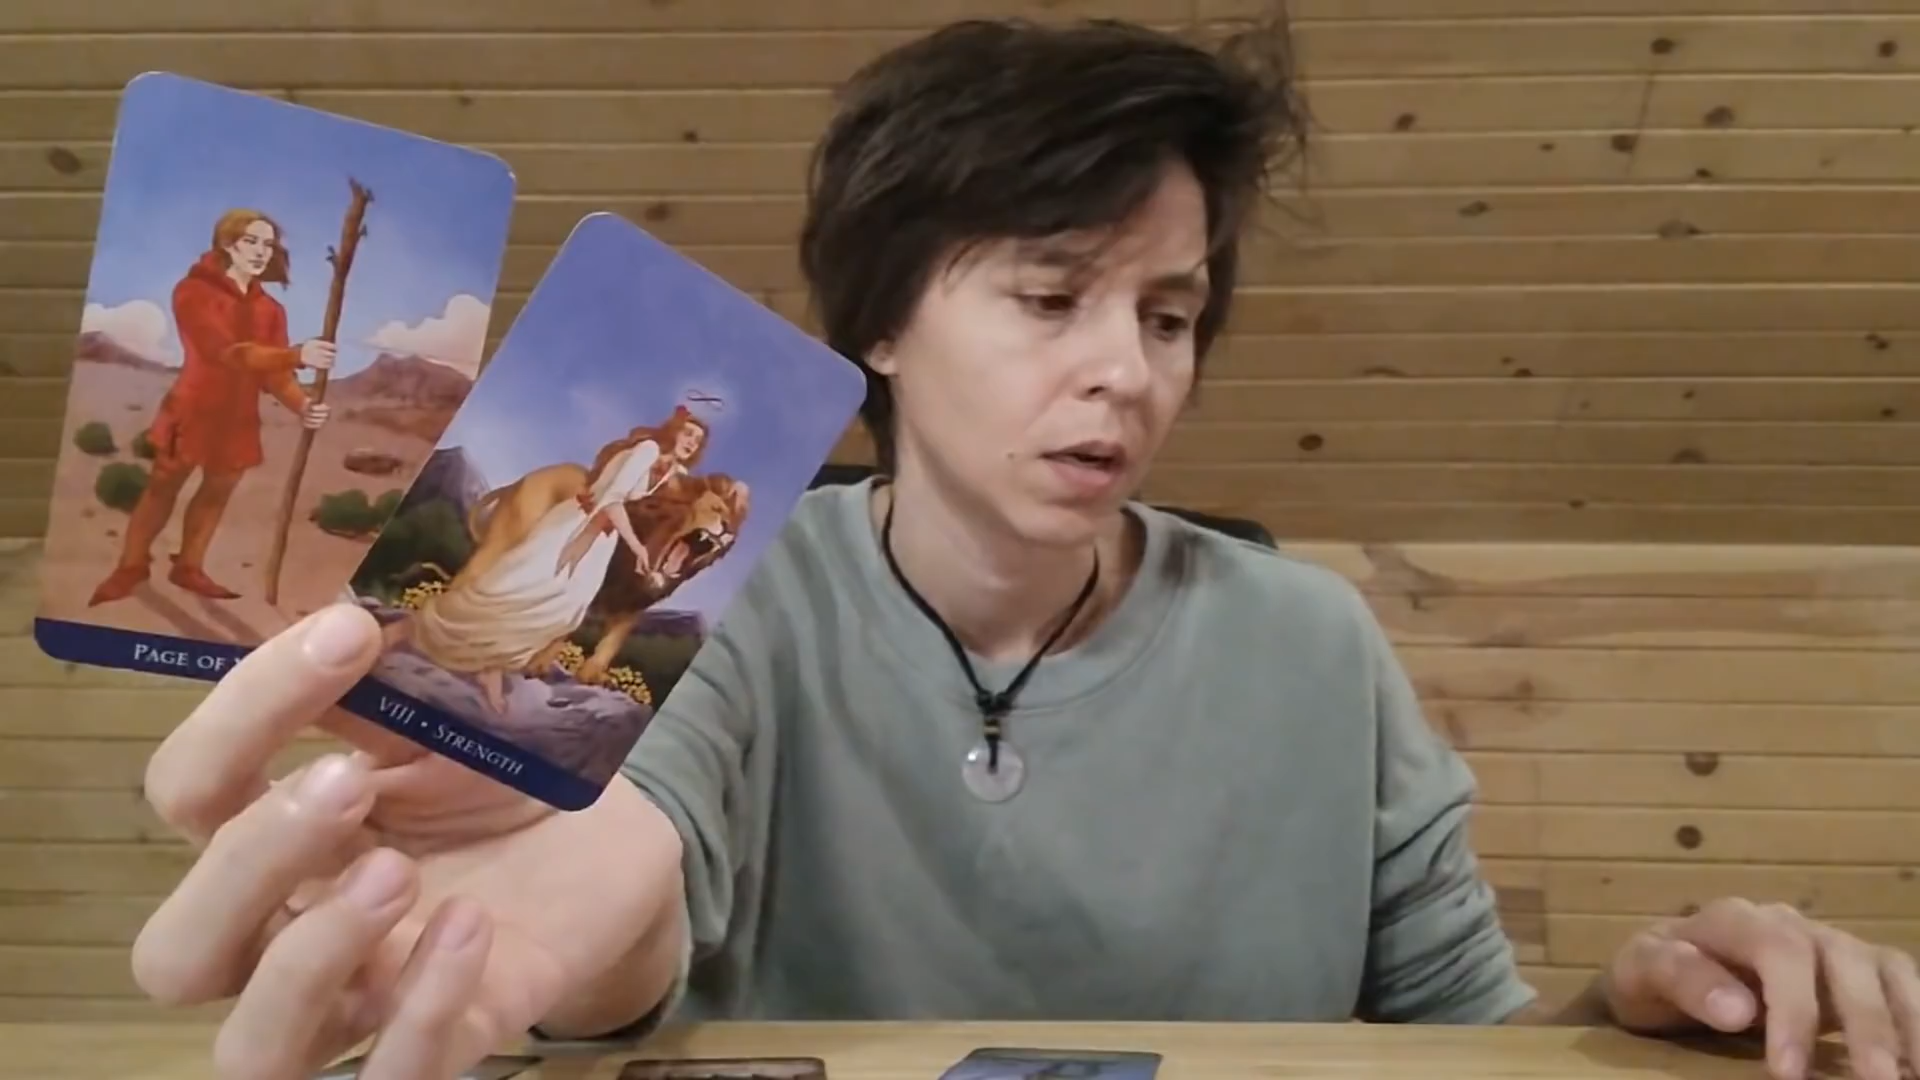 PAGE OF
VIII • STRENGTH